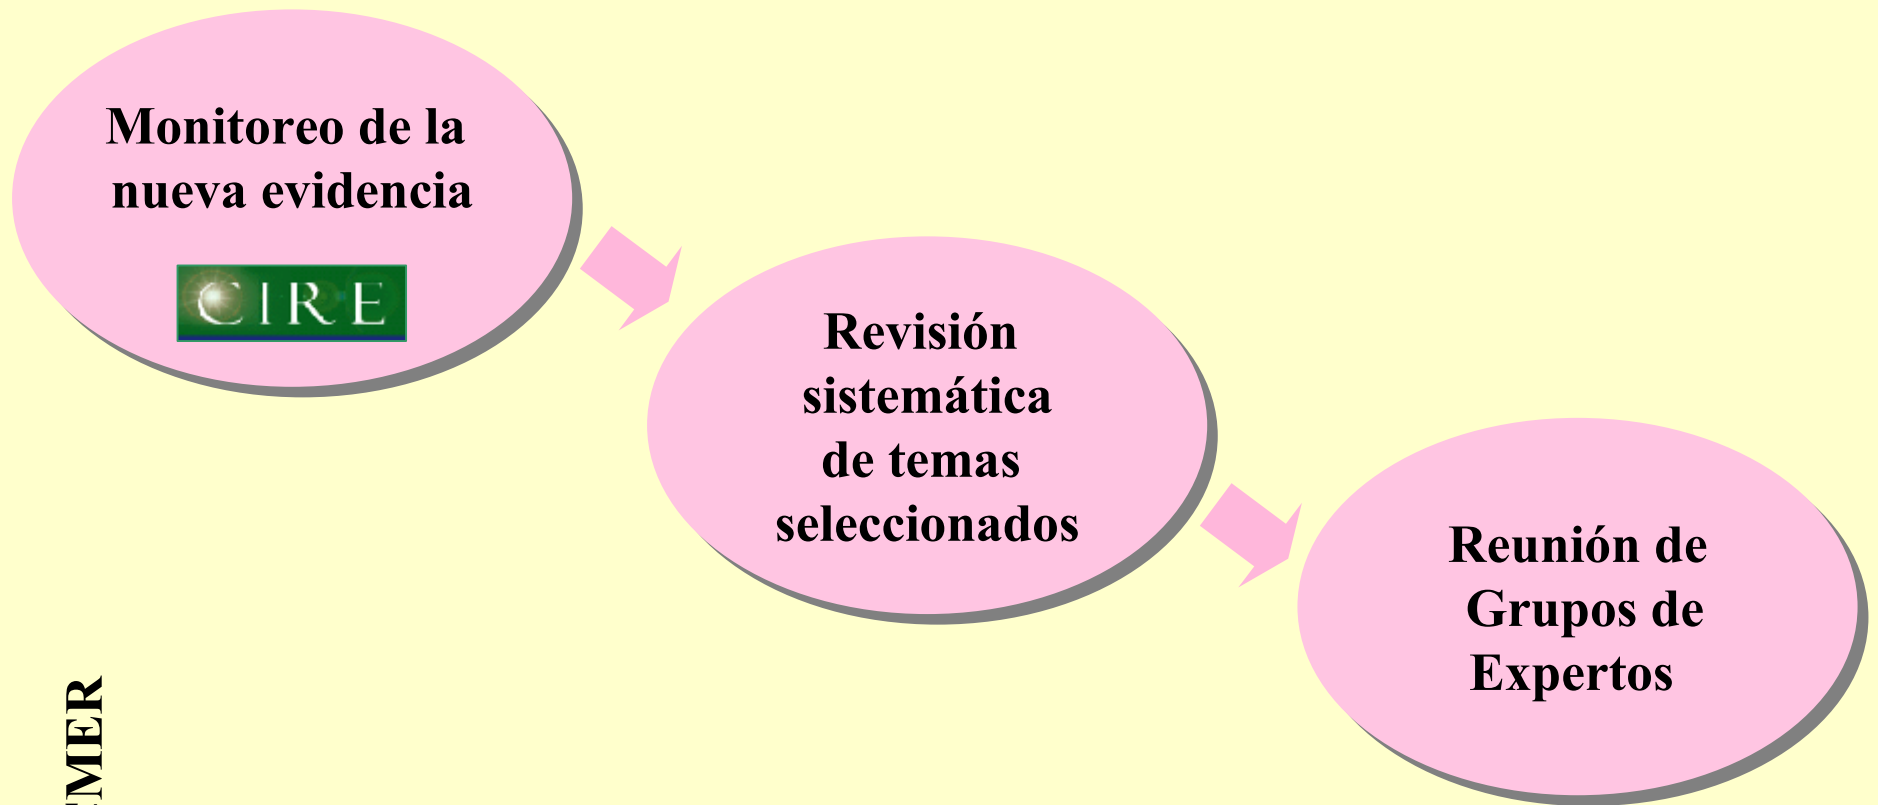 Monitoreo de la
nueva evidencia
CIRE
Revisión
sistemática
de temas
seleccionados
Reunión de
Grupos de
Expertos